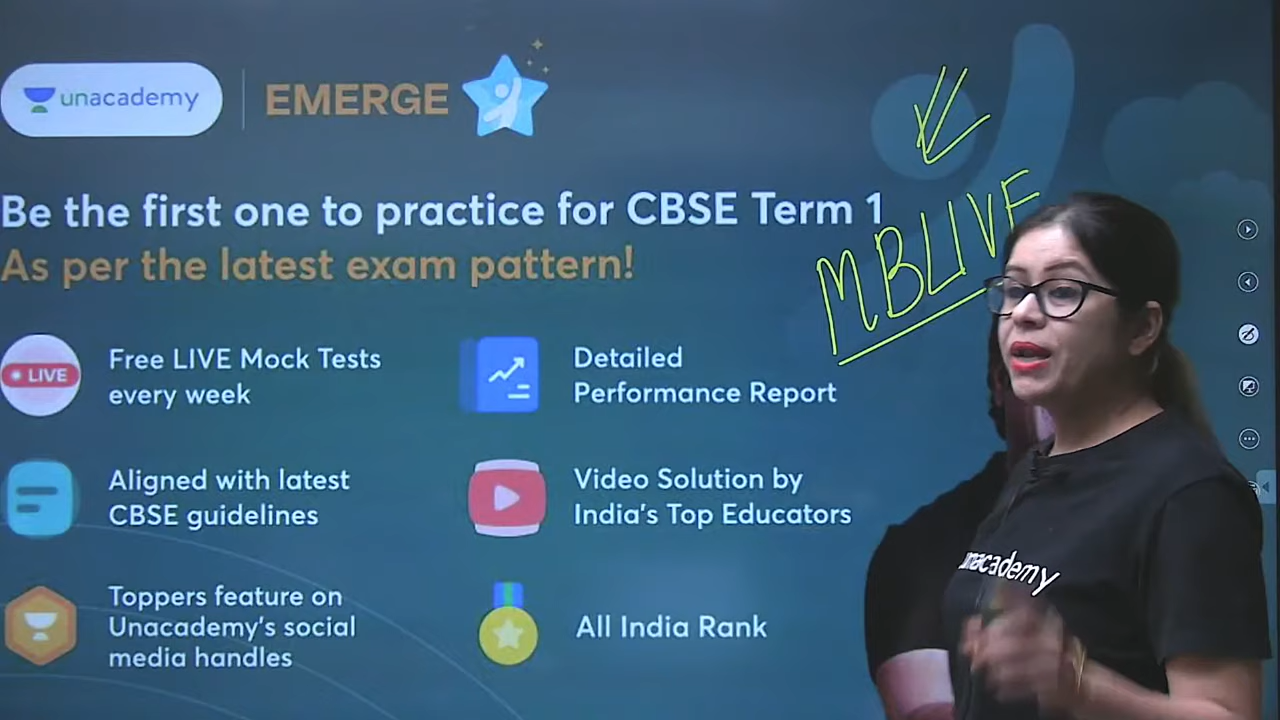 unacademy
EMERGE
Be the first one to practice for CBSE Term 1
As per the latest exam pattern!
MBLIVE
LIVE
Free LIVE Mock Tests
every week
Detailed
Performance Report
Aligned with latest
CBSE guidelines
Video Solution by
India's Top Educators
Toppers feature on
Unacademy's social
media handles
All India Rank
unacademy